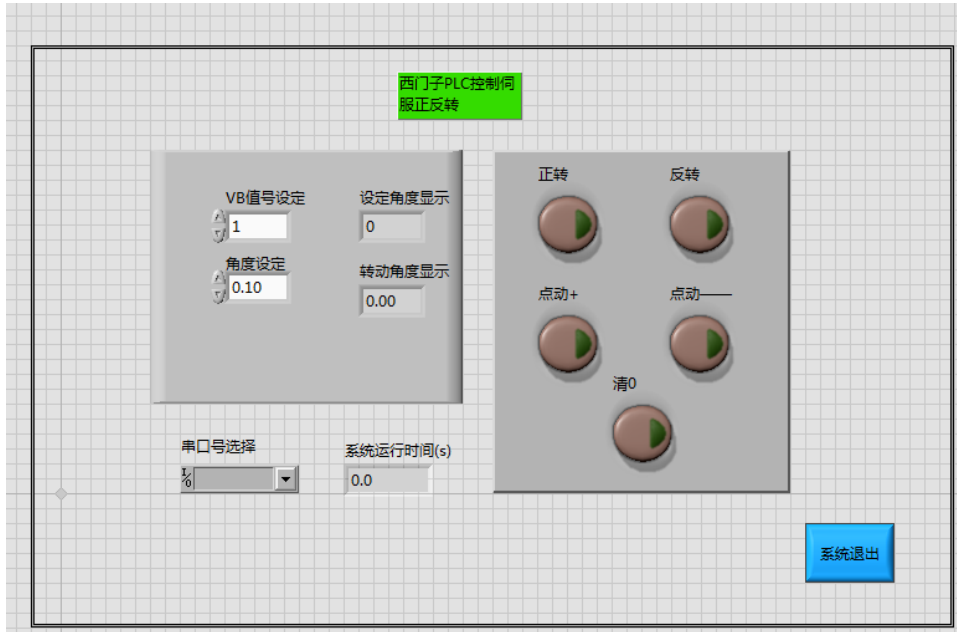 西门子PLC控制伺
服正反转
正转
反转
VB值号设定
设定角度显示
1
0
角度设定
转动角度显示
0.10
0.00
点动+
点动——
清0
串口号选择
系统运行时间(s)
I/0
0.0
系统退出